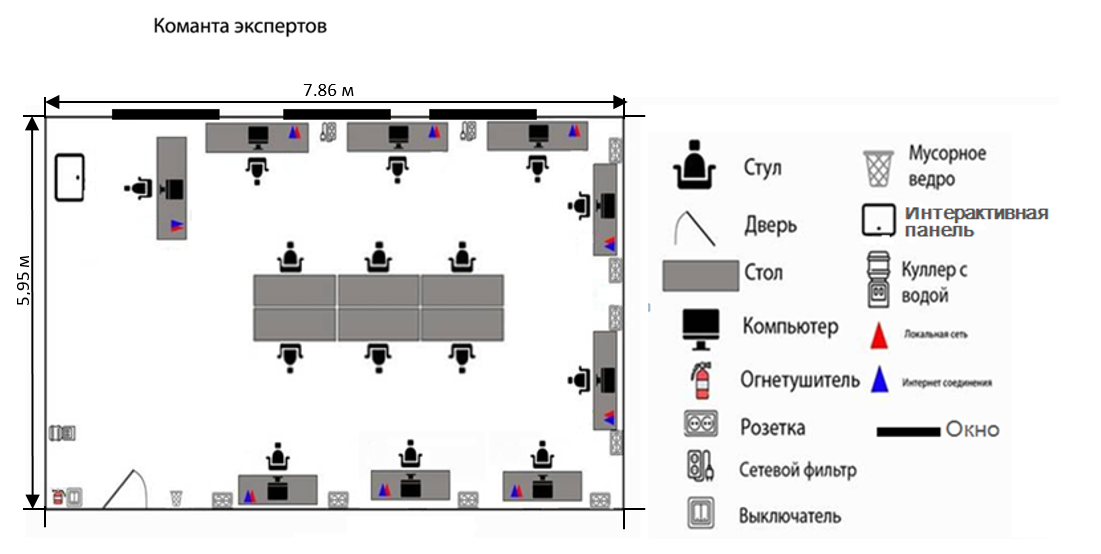 Команта экспертов
7.86 м
5,95 м
Стул
Дверь
Стол
Компьютер
Огнетушитель
Розетка
Сетевой фильтр
Выключатель
Мусорное
ведро
Интерактивная
панель
Куллер с
водой
Локальная сеть
Интернет соединения
Окно